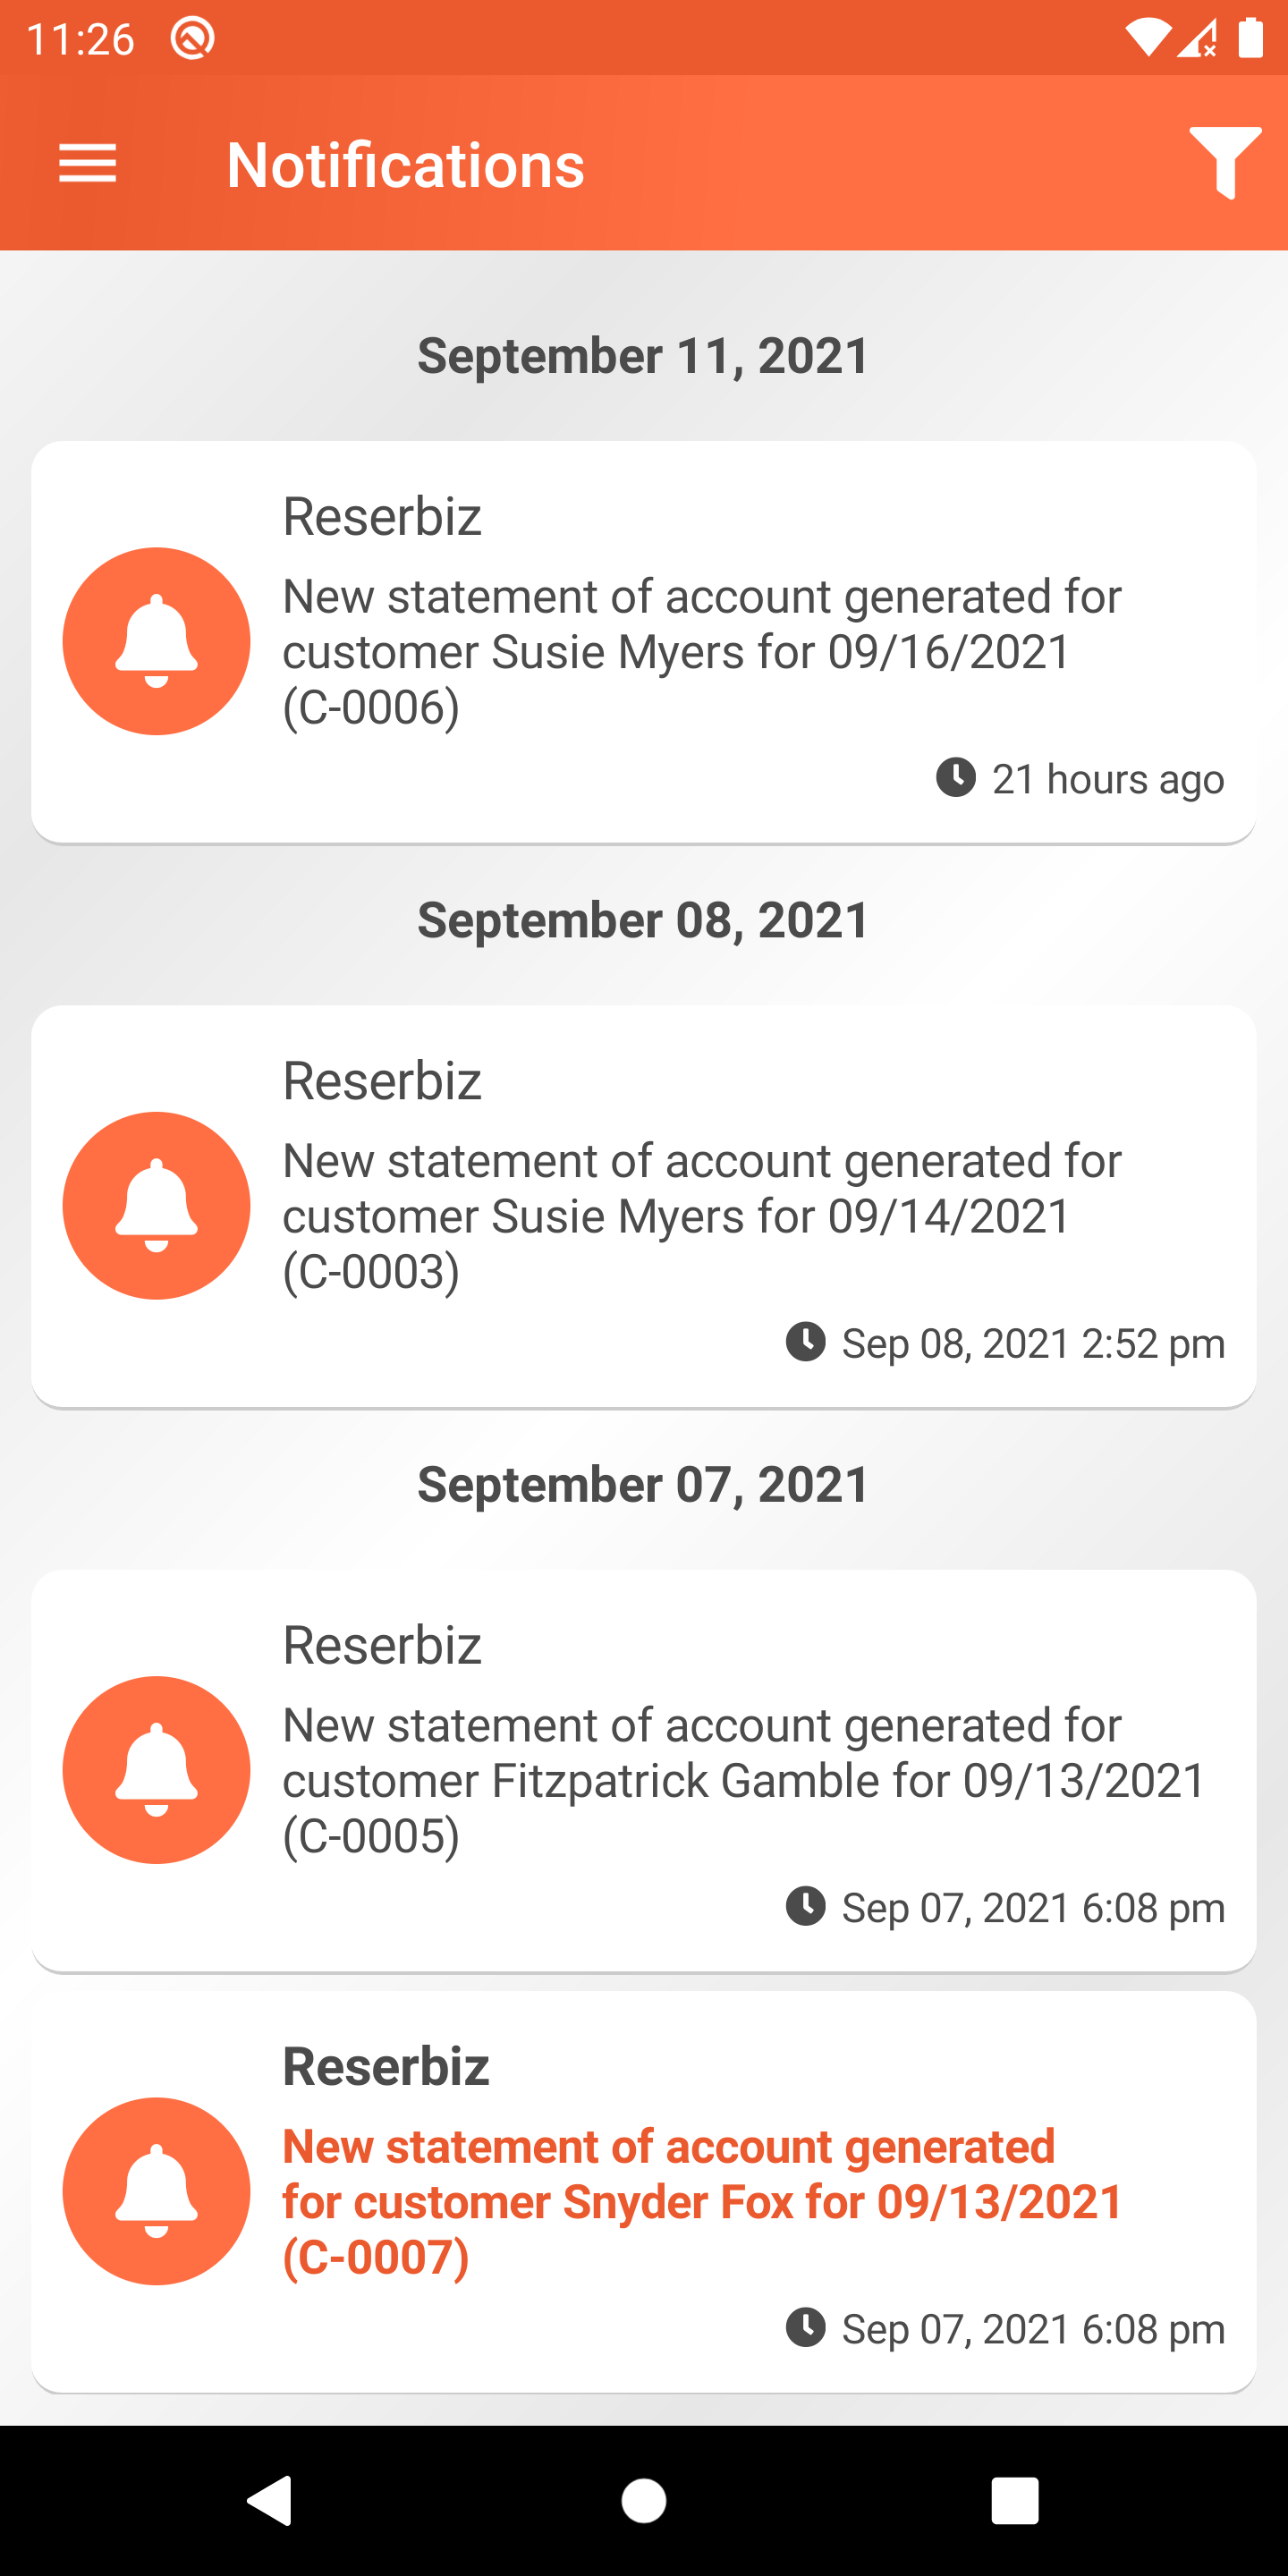 11:26
Notifications
September 11, 2021
Reserbiz
New statement of account generated for
customer Susie Myers for 09/16/2021
(C-0006)
21 hours ago
September 08, 2021
Reserbiz
New statement of account generated for
customer Susie Myers for 09/14/2021
(C-0003)
Sep 08, 2021 2:52 pm
September 07, 2021
Reserbiz
New statement of account generated for
customer Fitzpatrick Gamble for 09/13/2021
(C-0005)
Sep 07, 2021 6:08 pm
Reserbiz
New statement of account generated
for customer Snyder Fox for 09/13/2021
(C-0007)
Sep 07, 2021 6:08 pm